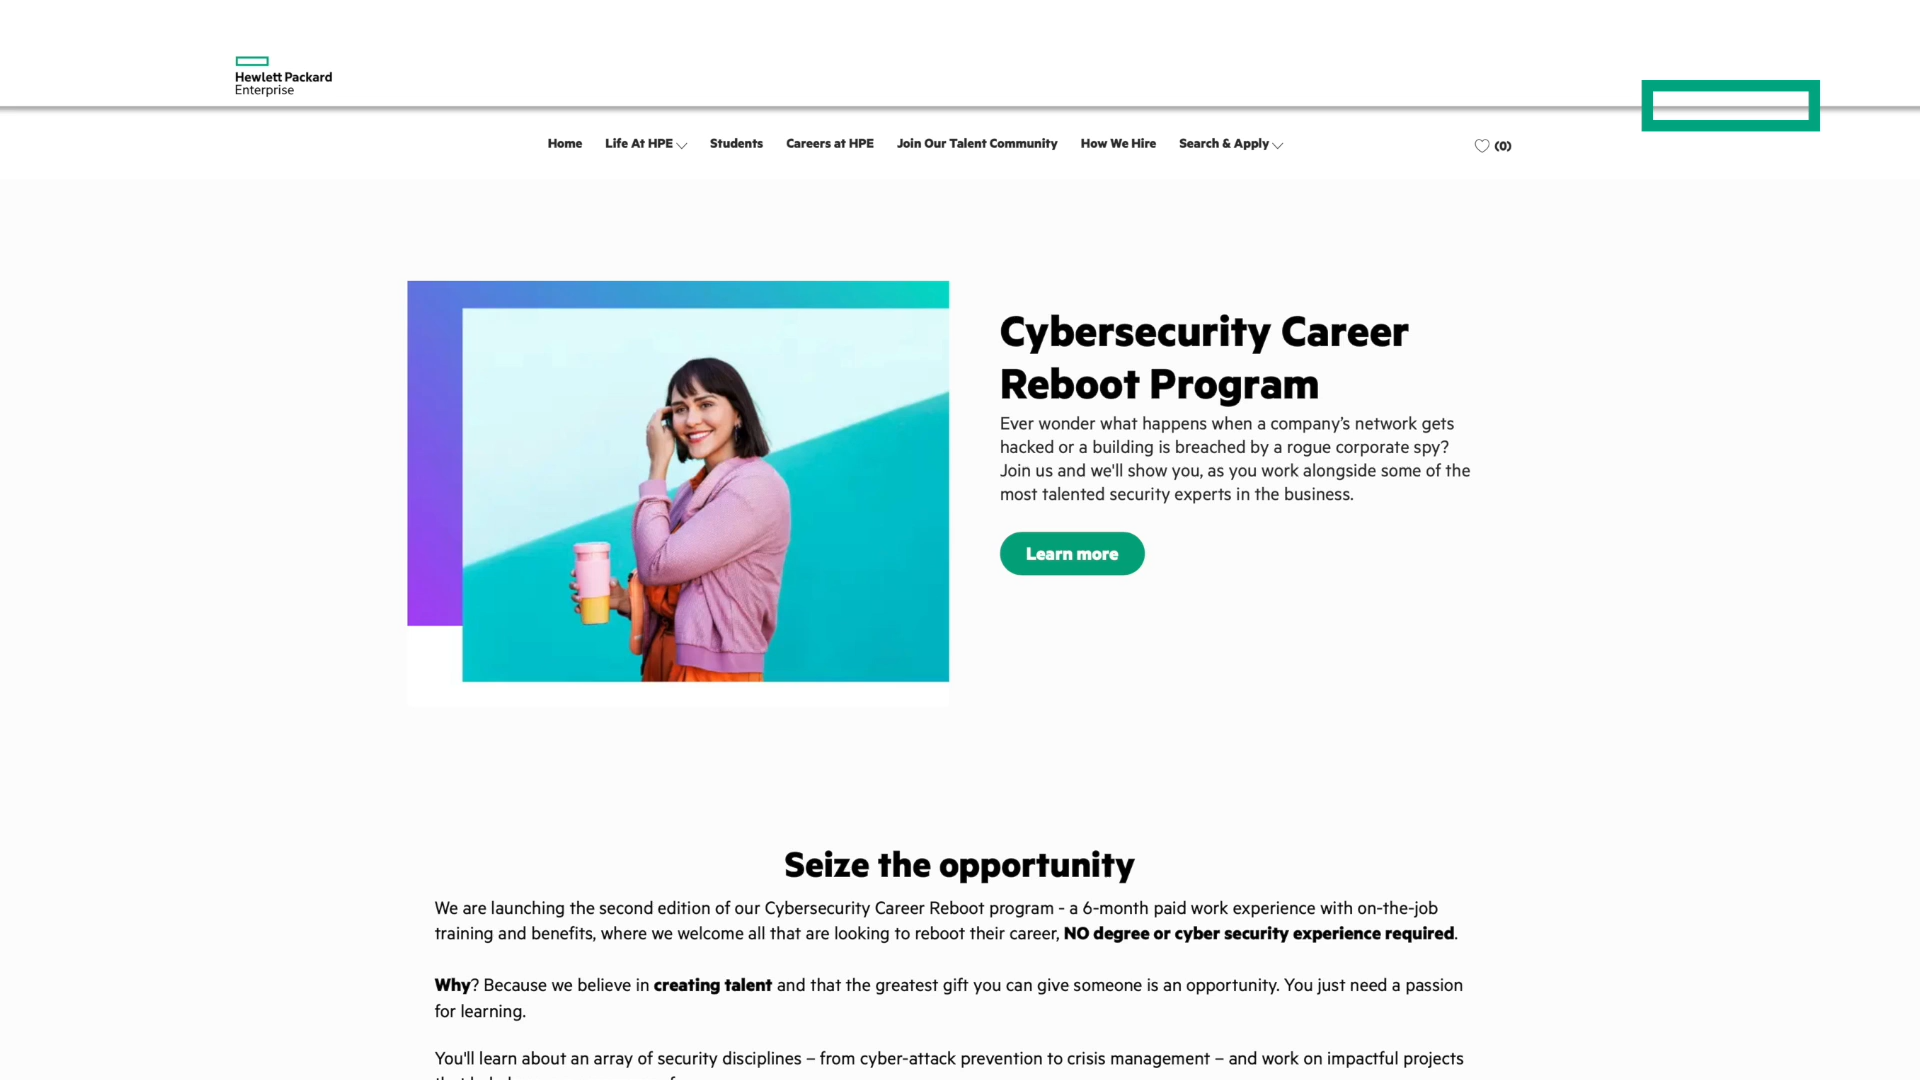 Hewlett Packard
Enterprise
Home Life At HPE Students Careers at HPE Join Our Talent Community How We Hire Search & Apply (0)
Cybersecurity Career
Reboot Program
Ever wonder what happens when a company’s network gets
hacked or a building is breached by a rogue corporate spy?
Join us and we'll show you, as you work alongside some of the
most talented security experts in the business.
Learn more
Seize the opportunity
We are launching the second edition of our Cybersecurity Career Reboot program - a 6-month paid work experience with on-the-job
training and benefits, where we welcome all that are looking to reboot their career, NO degree or cyber security experience required.
Why? Because we believe in creating talent and that the greatest gift you can give someone is an opportunity. You just need a passion
for learning.
You'll learn about an array of security disciplines – from cyber-attack prevention to crisis management – and work on impactful projects